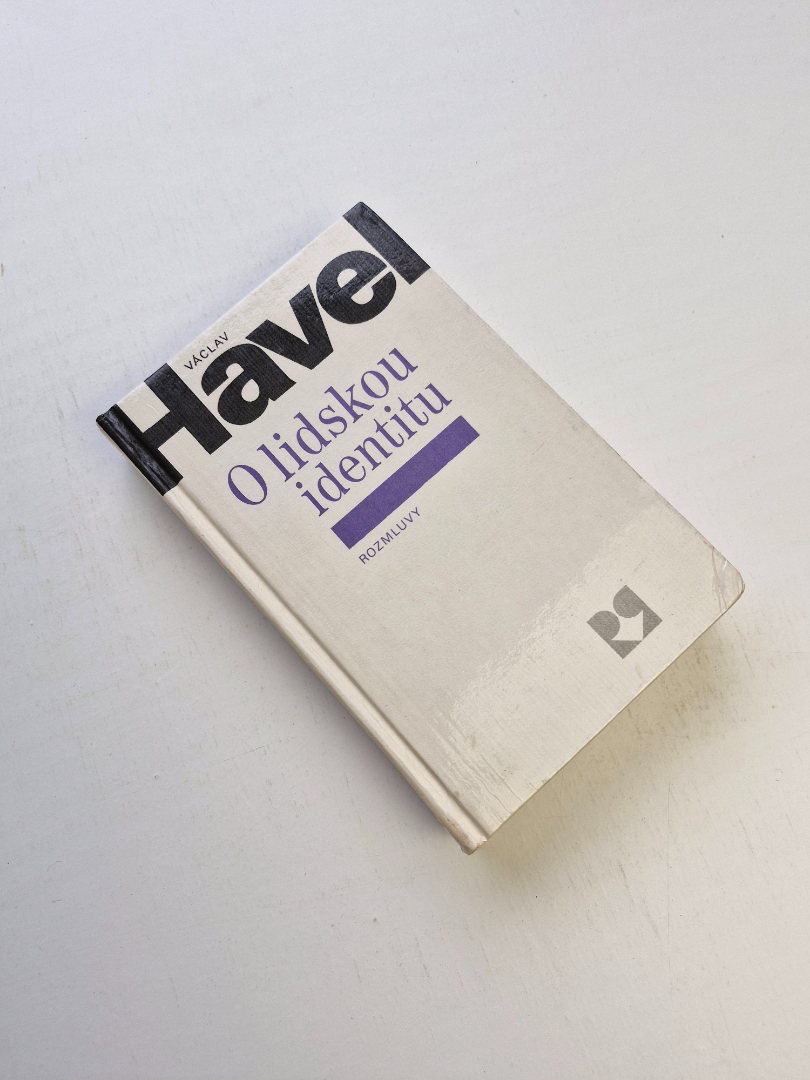 VÁCLAV
Havel
O lidskou
identitu
ROZMLUVY